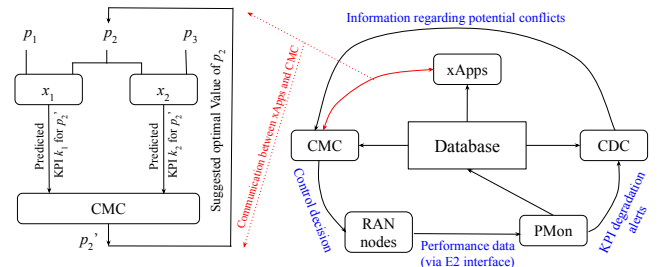 p1
p2
p3
x1
x2
Predicted
KPI k1 for p2'
Predicted
KPI k2 for p2'
CMC
p2'
Suggested optimal Value of p2
Communication between xApps and CMC
Information regarding potential conflicts
xApps
CMC
Database
CDC
Control decision
RAN
nodes
Performance data
(via E2 interface)
PMon
KPI degradation
alerts